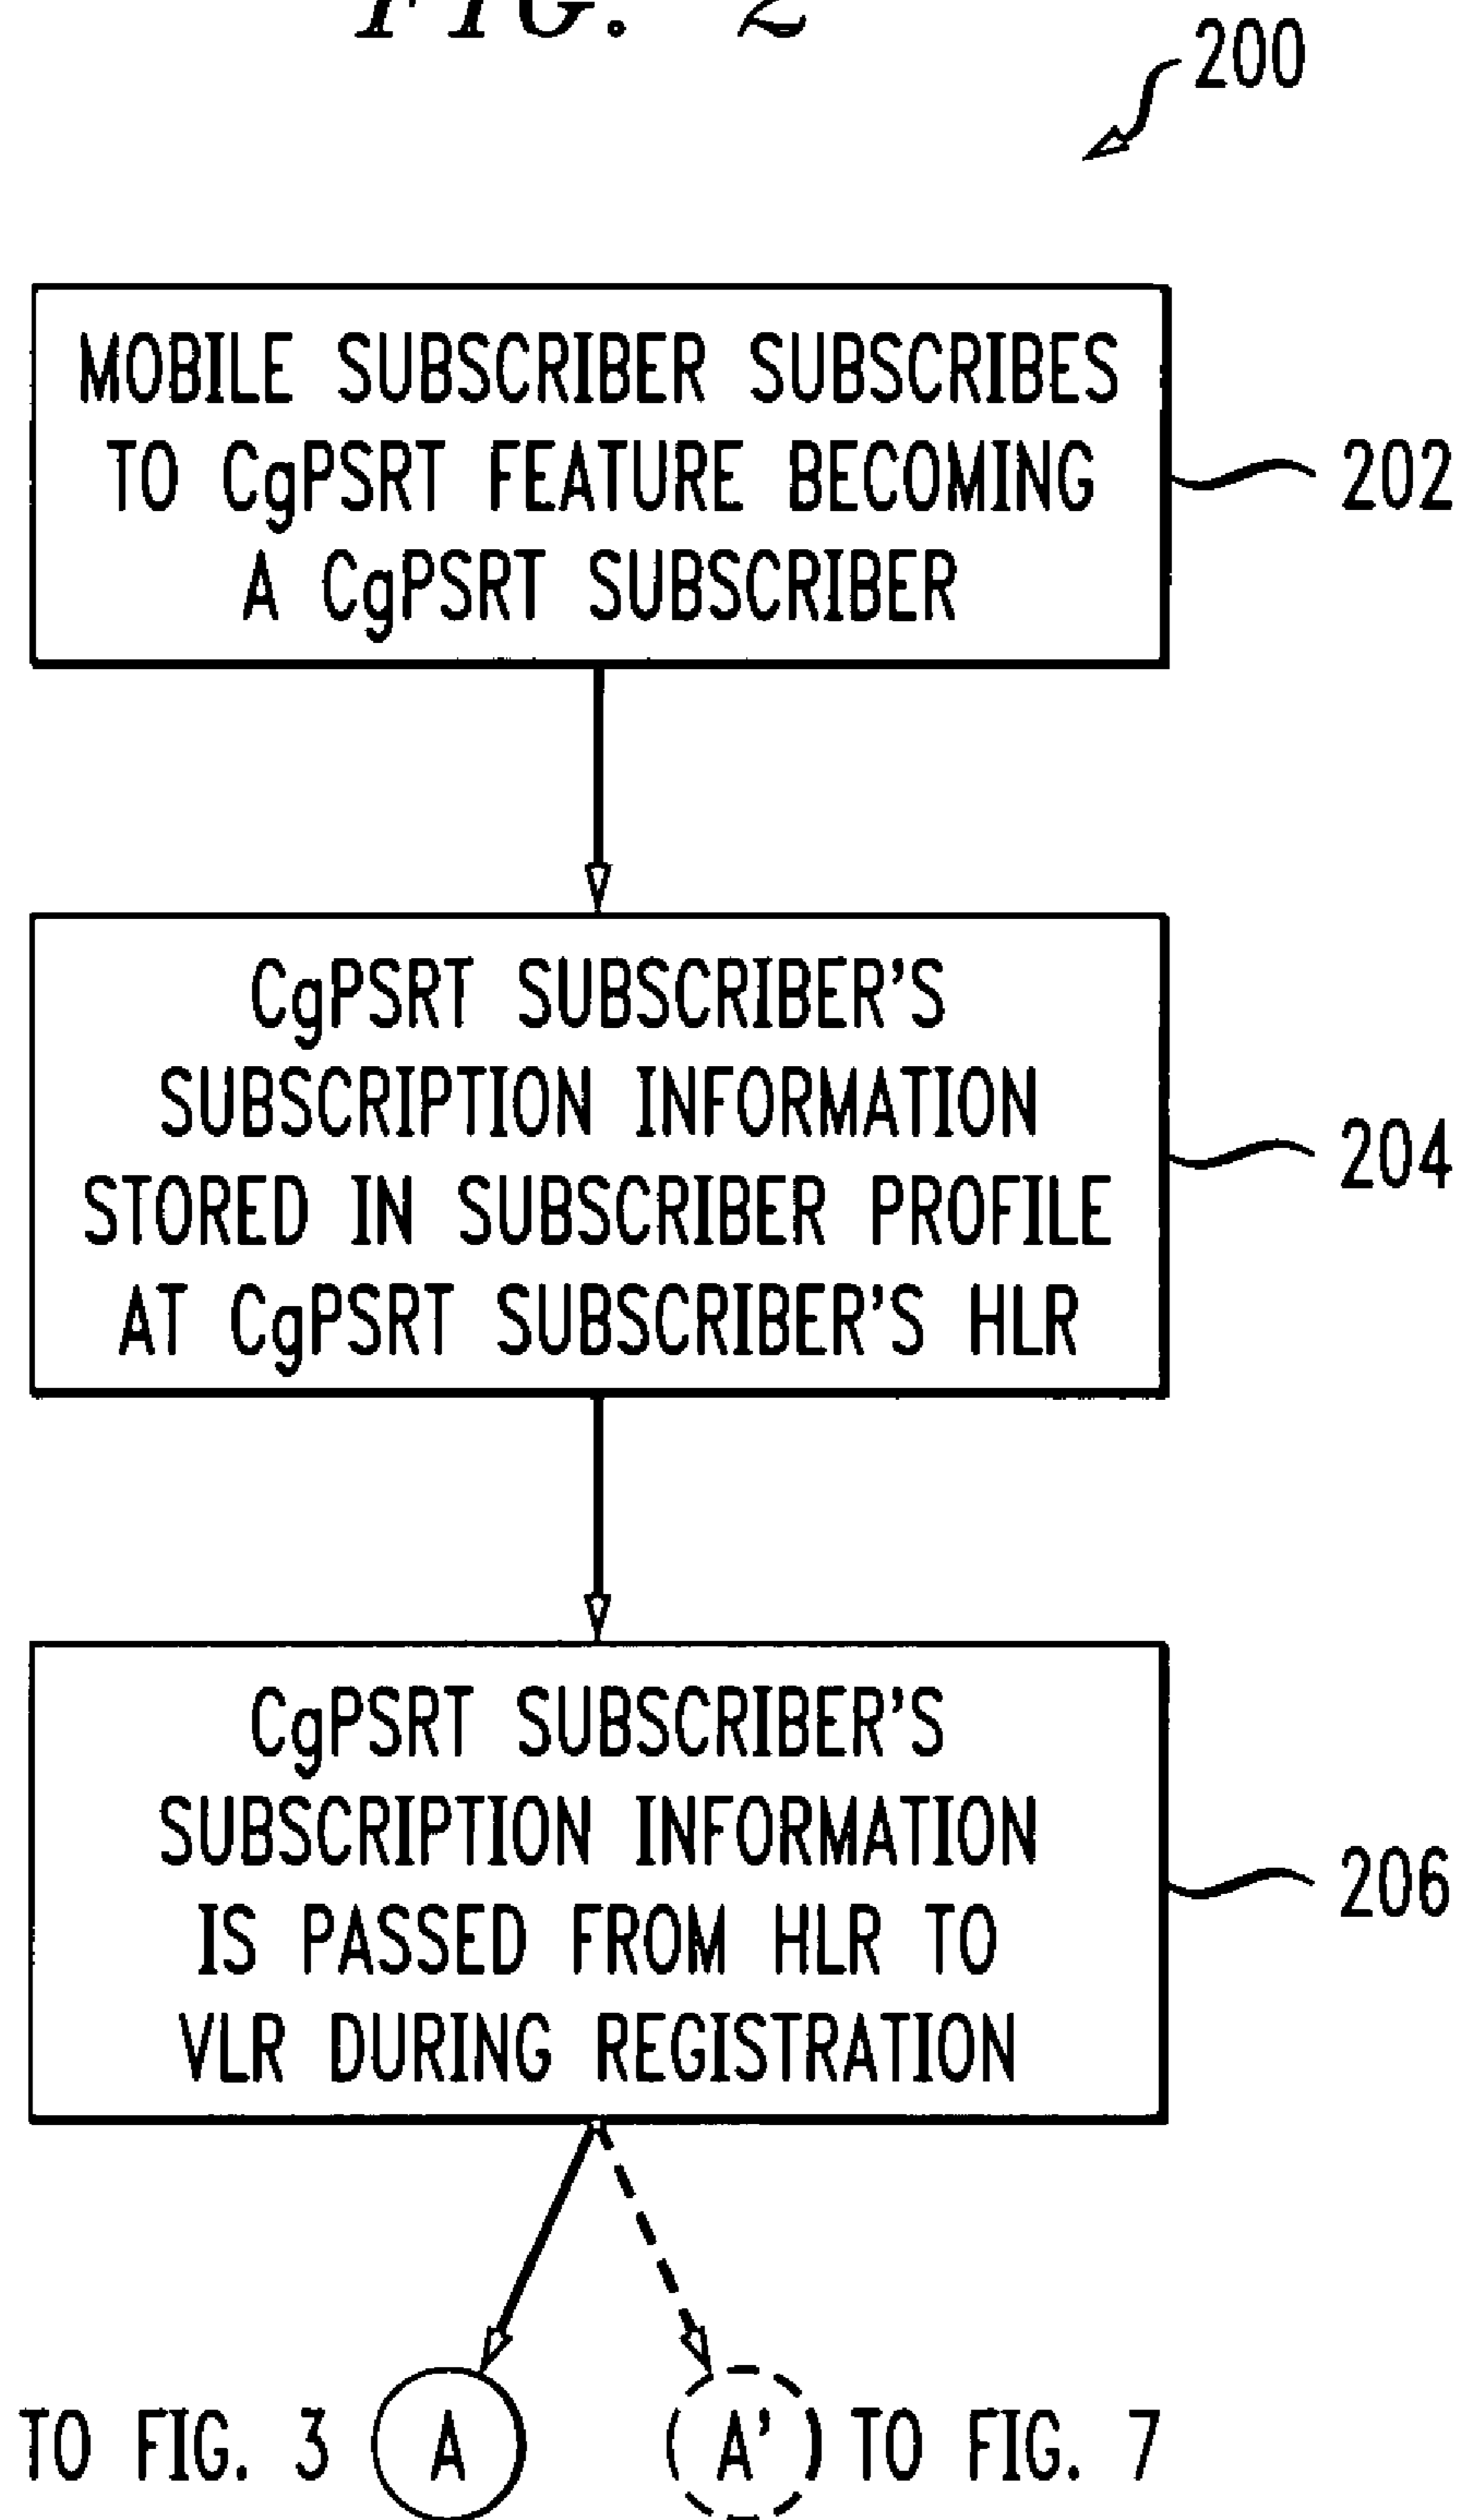 FIG. 2
200
MOBILE SUBSCRIBER SUBSCRIBES
TO CgPSRT FEATURE BECOMING
A CgPSRT SUBSCRIBER
202
CgPSRT SUBSCRIBER'S
SUBSCRIPTION INFORMATION
STORED IN SUBSCRIBER PROFILE
AT CgPSRT SUBSCRIBER'S HLR
204
CgPSRT SUBSCRIBER'S
SUBSCRIPTION INFORMATION
IS PASSED FROM HLR TO
VLR DURING REGISTRATION
206
TO FIG. 3 A
A' TO FIG. 7